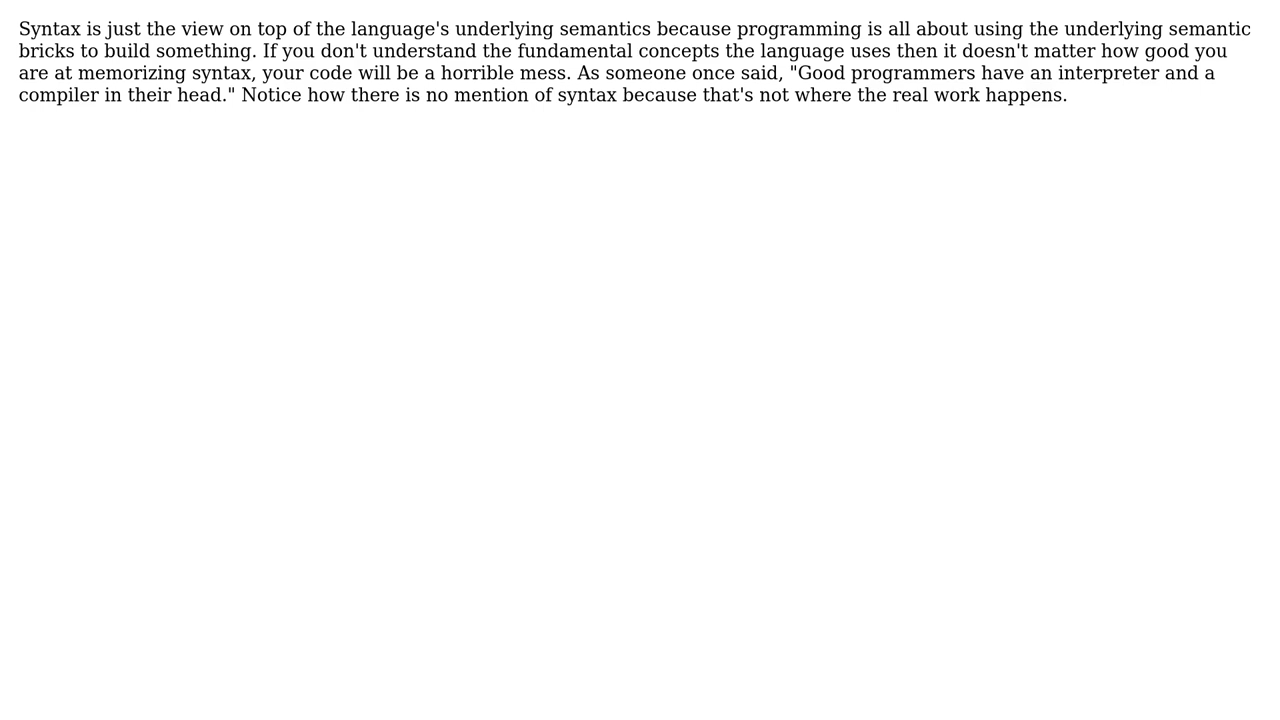 Syntax is just the view on top of the language's underlying semantics because programming is all about using the underlying semantic
bricks to build something. If you don't understand the fundamental concepts the language uses then it doesn't matter how good you
are at memorizing syntax, your code will be a horrible mess. As someone once said, "Good programmers have an interpreter and a
compiler in their head." Notice how there is no mention of syntax because that's not where the real work happens.